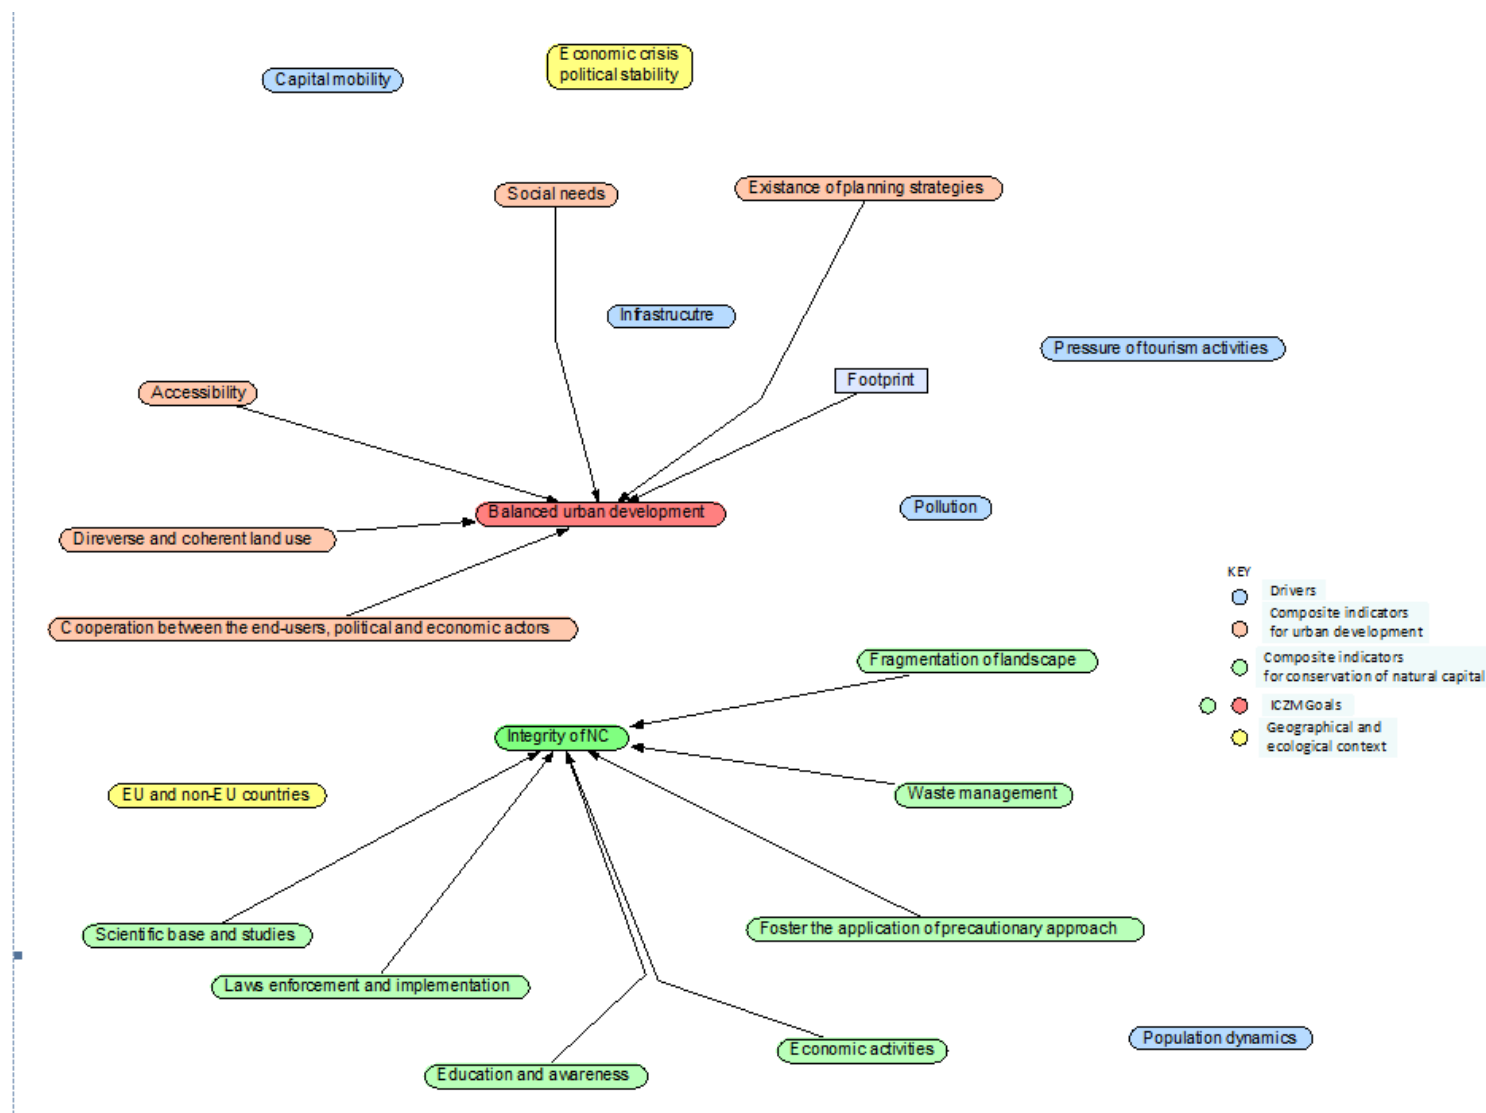 Economic crisis
political stability
Capital mobility
Social needs
Existance of planning strategies
Infrastrucutre
Pressure of tourism activities
Footprint
Accessibility
Balanced urban development
Pollution
Direverse and coherent land use
Cooperation between the end-users, political and economic actors
KEY
Drivers
Composite indicators
for urban development
Composite indicators
for conservation of natural capital
ICZM Goals
Geographical and
ecological context
Fragmentation of landscape
Integrity of NC
EU and non-EU countries
Waste management
Scientific base and studies
Foster the application of precautionary approach
Laws enforcement and implementation
Economic activities
Population dynamics
Education and awareness